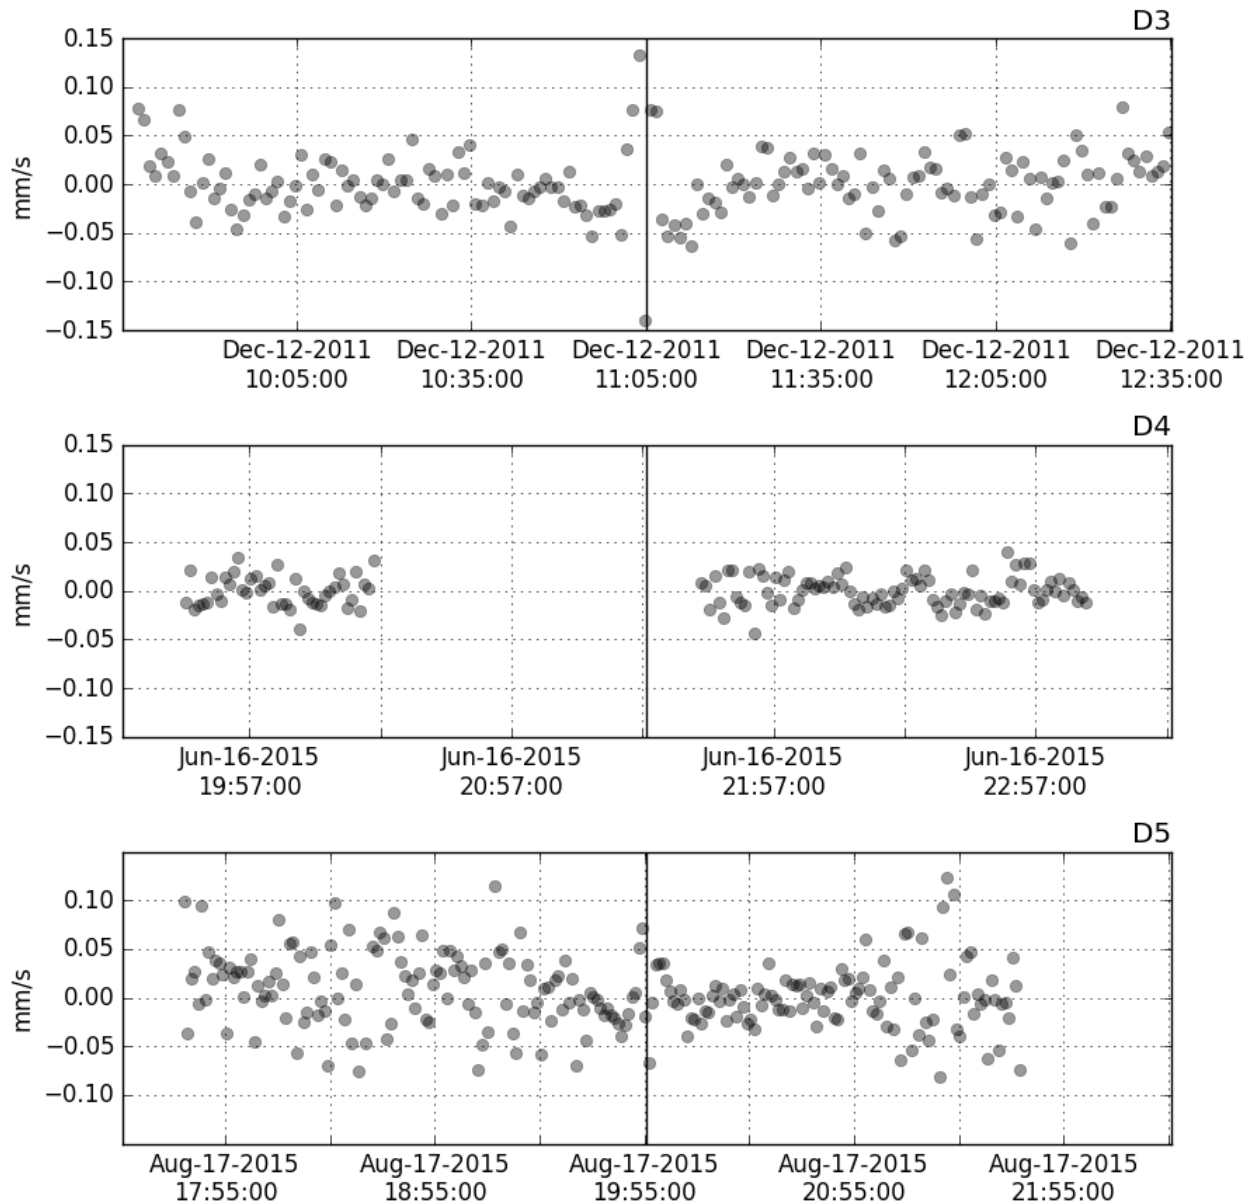 D3
0.15
0.10
0.05
0.00
−0.05
−0.10
−0.15
mm/s
Dec-12-2011 Dec-12-2011 Dec-12-2011 Dec-12-2011 Dec-12-2011 Dec-12-2011
10:05:00 10:35:00 11:05:00 11:35:00 12:05:00 12:35:00
D4
0.15
0.10
0.05
0.00
−0.05
−0.10
−0.15
mm/s
Jun-16-2015 Jun-16-2015 Jun-16-2015 Jun-16-2015
19:57:00 20:57:00 21:57:00 22:57:00
D5
0.10
0.05
0.00
−0.05
−0.10
mm/s
Aug-17-2015 Aug-17-2015 Aug-17-2015 Aug-17-2015 Aug-17-2015
17:55:00 18:55:00 19:55:00 20:55:00 21:55:00